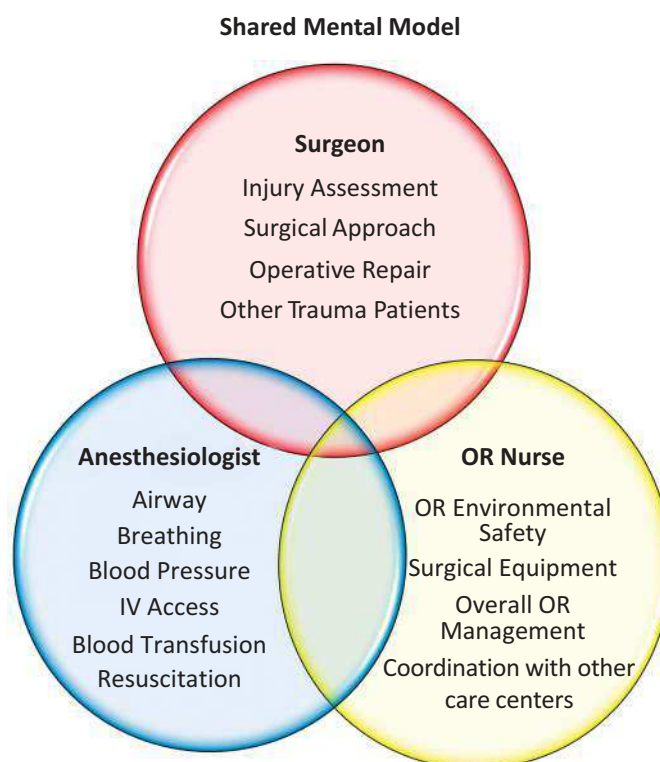 Shared Mental Model
Surgeon
Injury Assessment
Surgical Approach
Operative Repair
Other Trauma Patients
Anesthesiologist
Airway
Breathing
Blood Pressure
IV Access
Blood Transfusion
Resuscitation
OR Nurse
OR Environmental
Safety
Surgical Equipment
Overall OR
Management
Coordination with other
care centers